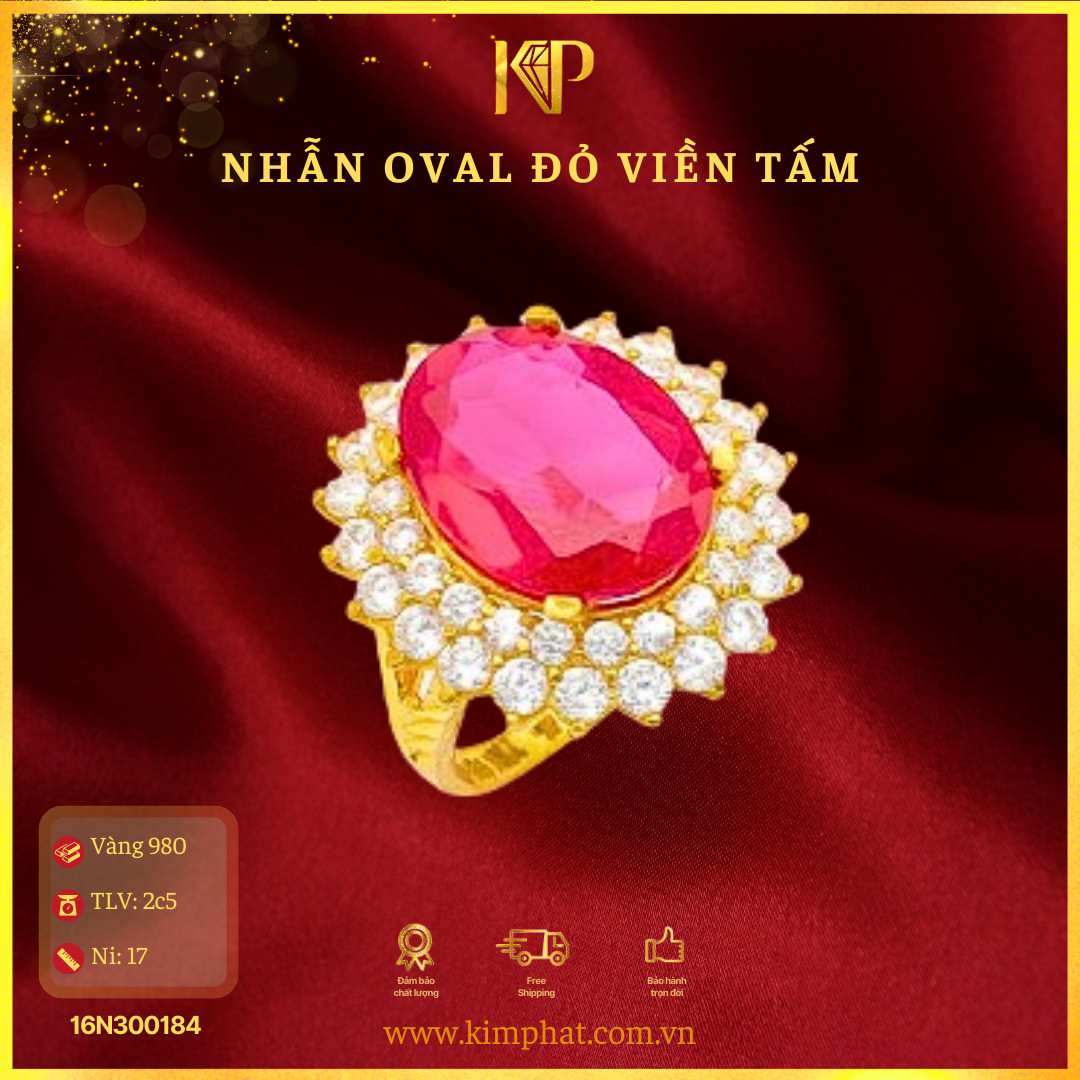 KP
NHẪN OVAL ĐỎ VIỀN TẤM
Vàng 980
TLV: 2c5
Ni: 17
16N300184
Đảm bảo
chất lượng
Free
Shipping
Bảo hành
trọn đời
www.kimphat.com.vn